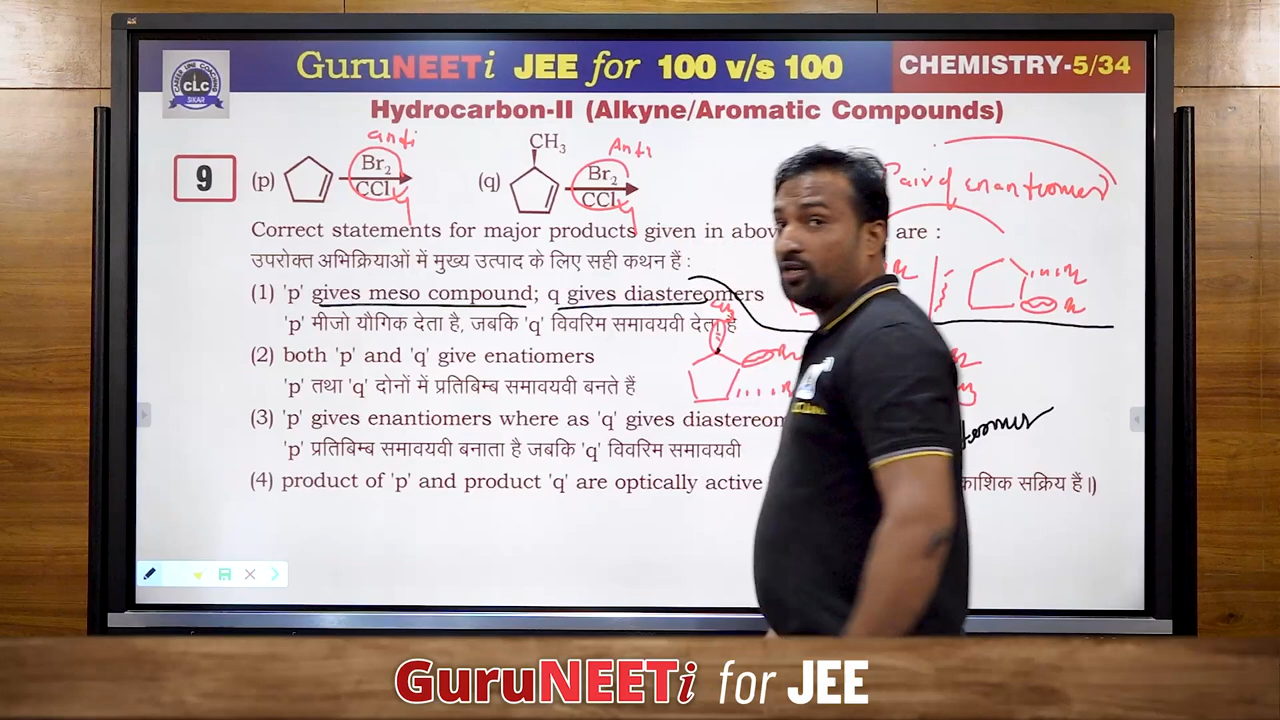 CAREER LINE COACHING
CLC
SIKAR
GuruNEETi JEE for 100 v/s 100
CHEMISTRY-5/34
Hydrocarbon-II (Alkyne/Aromatic Compounds)
9
(p)
anti
Br2
CCl4
(q)
CH3
Anti
Br2
CCl4
enantiomer
Correct statements for major products given in are :
उपरोक्त अभिक्रियाओं में मुख्य उत्पाद के लिए सही कथन हैं :
(1) 'p' gives meso compound; q gives diastereomers
'p' मीजो यौगिक देता है, जबकि 'q' विवरिम समावयवी देता है
(2) both 'p' and 'q' give enatiomers
'p' तथा 'q' दोनों में प्रतिबिम्ब समावयवी बनते हैं
(3) 'p' gives enantiomers where as 'q' gives
'p' प्रतिबिम्ब समावयवी बनाता है जबकि 'q' विवरिम समावयवी
(4) product of 'p' and product 'q' are optically active सक्रिय हैं।)
GuruNEETi for JEE